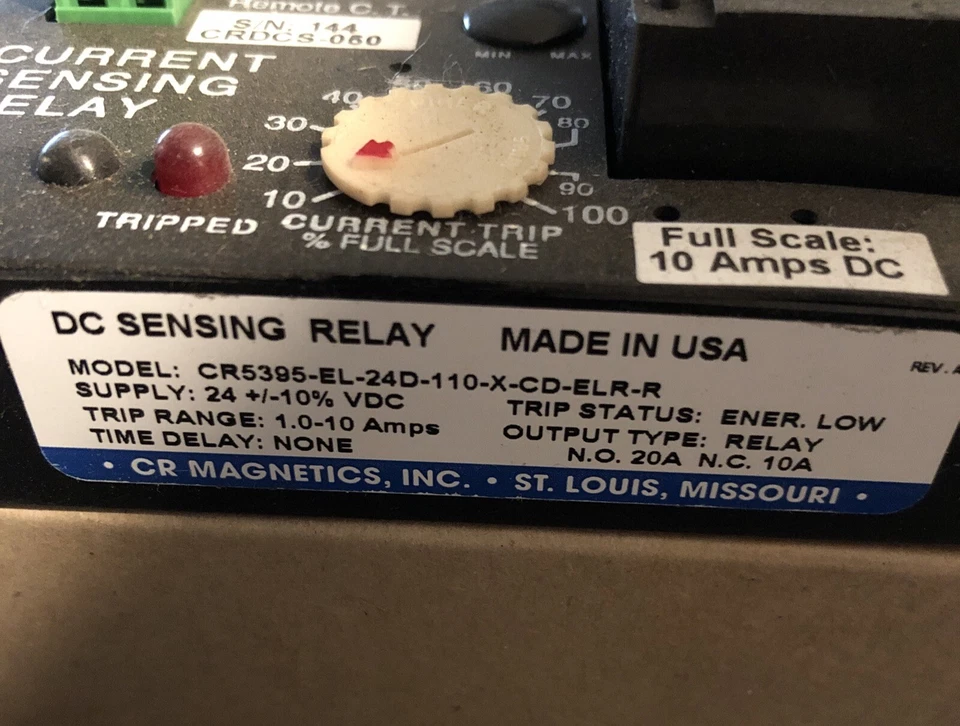 Remote C.T.
S/N: 144
CRDCS-060
CURRENT
SENSING
RELAY
MIN MAX
10 20 30 40 60 70 80 90 100
TRIPPED
CURRENT TRIP
% FULL SCALE
Full Scale:
10 Amps DC
DC SENSING RELAY MADE IN USA
REV. A
MODEL: CR5395-EL-24D-110-X-CD-ELR-R
SUPPLY: 24 +/-10% VDC
TRIP STATUS: ENER. LOW
TRIP RANGE: 1.0-10 Amps
OUTPUT TYPE: RELAY
TIME DELAY: NONE
N.O. 20A N.C. 10A
• CR MAGNETICS, INC. • ST. LOUIS, MISSOURI •